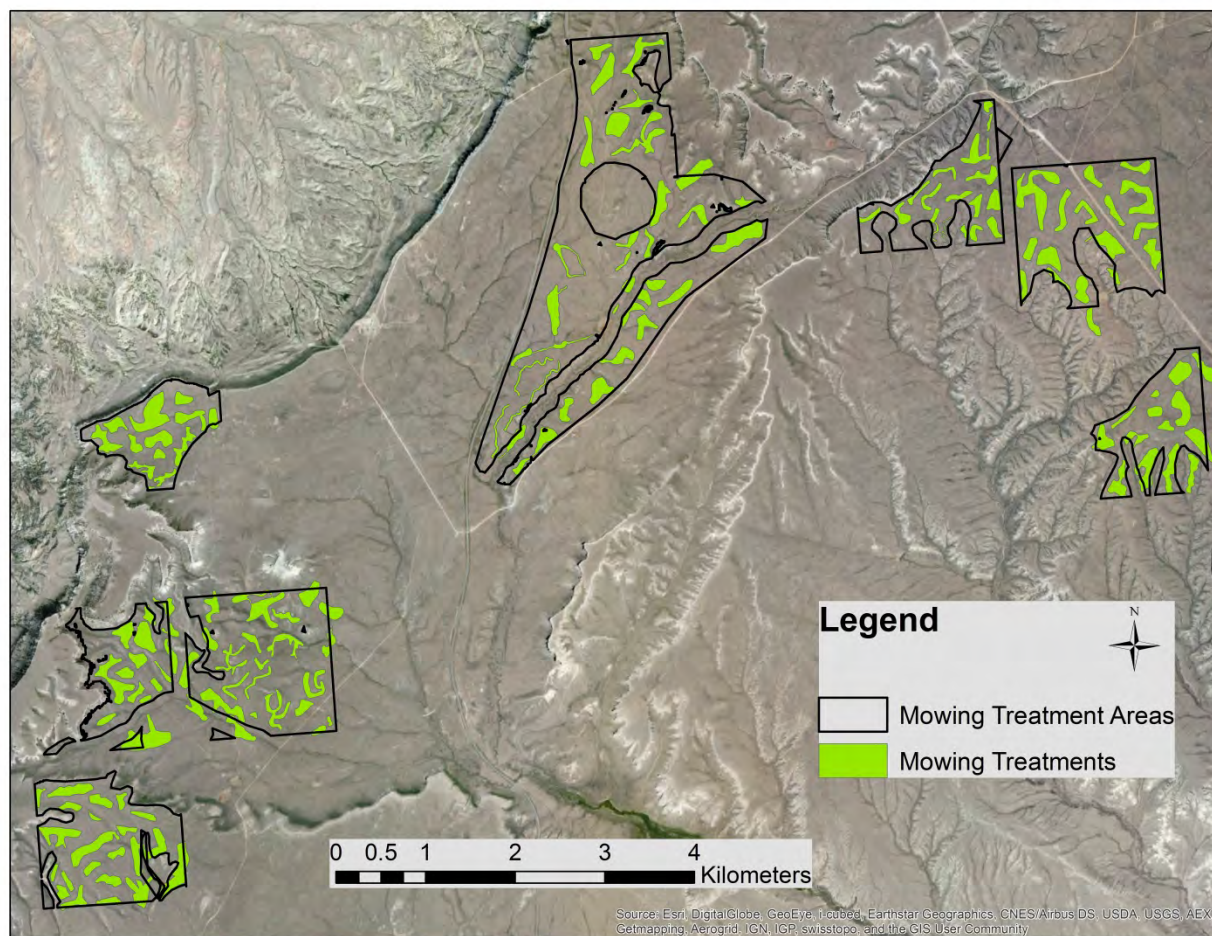 Legend
N
Mowing Treatment Areas
Mowing Treatments
0 0.5 1 2 3 4
Kilometers
Source: Esri, DigitalGlobe, GeoEye, i-cubed, Earthstar Geographics, CNES/Airbus DS, USDA, USGS, AEX,
Getmapping, Aerogrid, IGN, IGP, swisstopo, and the GIS User Community